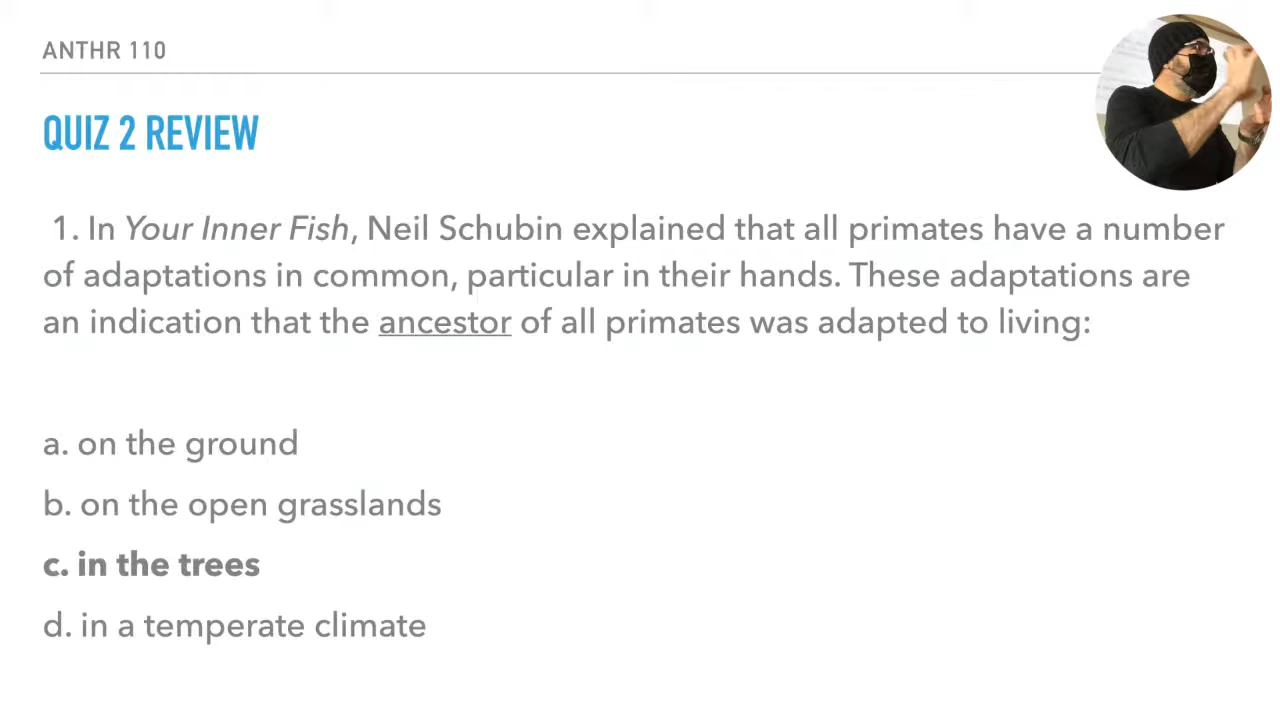 ANTHR 110
QUIZ 2 REVIEW
1. In Your Inner Fish, Neil Schubin explained that all primates have a number
of adaptations in common, particular in their hands. These adaptations are
an indication that the ancestor of all primates was adapted to living:
a. on the ground
b. on the open grasslands
c. in the trees
d. in a temperate climate